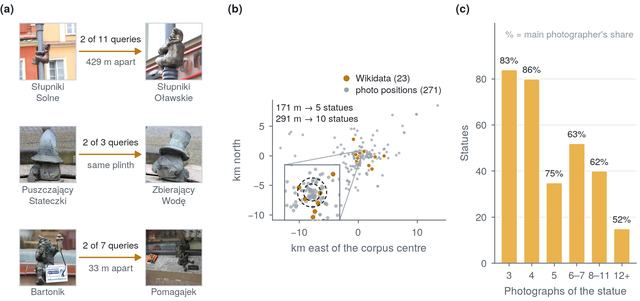 (a)
2 of 11 queries
429 m apart
Słupniki
Solne
Słupniki
Oławskie
2 of 3 queries
same plinth
Puszczający
Stateczki
Zbierający
Wodę
2 of 7 queries
33 m apart
Bartonik
Pomagajek
(b)
Wikidata (23)
photo positions (271)
171 m → 5 statues
291 m → 10 statues
5
0
−5
−10
km north
−10
0
10
km east of the corpus centre
(c)
% = main photographer's share
83%
86%
75%
63%
62%
52%
80
60
40
20
0
Statues
3
4
5
6–7
8–11
12+
Photographs of the statue